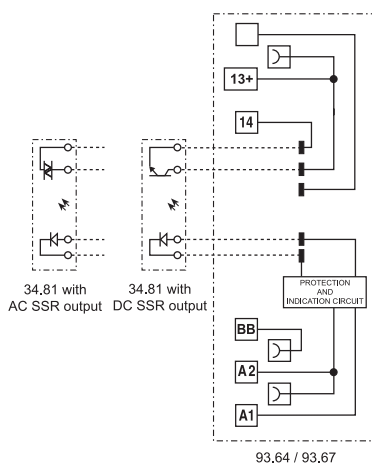 13+
14
34.81 with
AC SSR output
34.81 with
DC SSR output
PROTECTION
AND
INDICATION CIRCUIT
BB
A2
A1
93.64 / 93.67